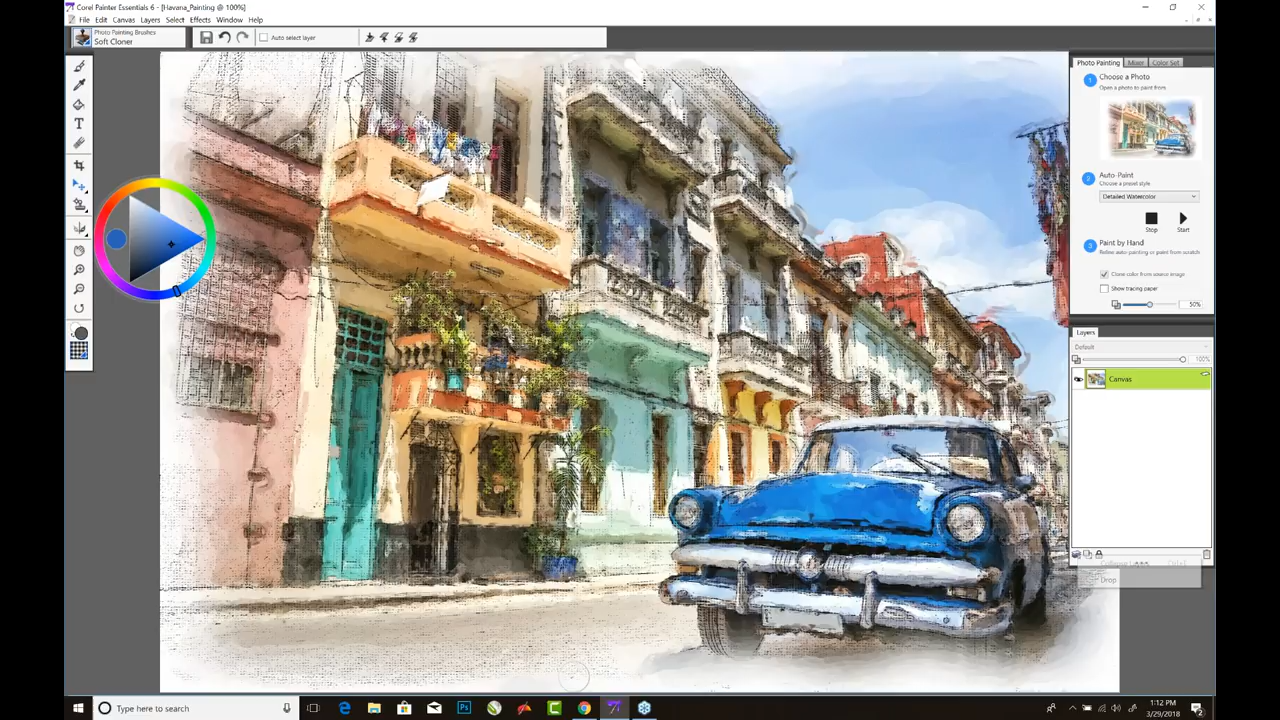 Corel Painter Essentials 6 - [Havana_Painting @ 100%]
File Edit Canvas Layers Select Effects Window Help
Photo Painting Brushes
Soft Cloner
Auto select layer
Photo Painting Mixer Color Set
1 Choose a Photo
Open a photo to paint from
2 Auto-Paint
Choose a preset style
Detailed Watercolor
Stop Start
3 Paint by Hand
Refine auto-painting or paint from scratch
Clone color from source image
Show tracing paper
50%
Layers
Default
100%
Canvas
Drop
Type here to search
1:12 PM
3/29/2018